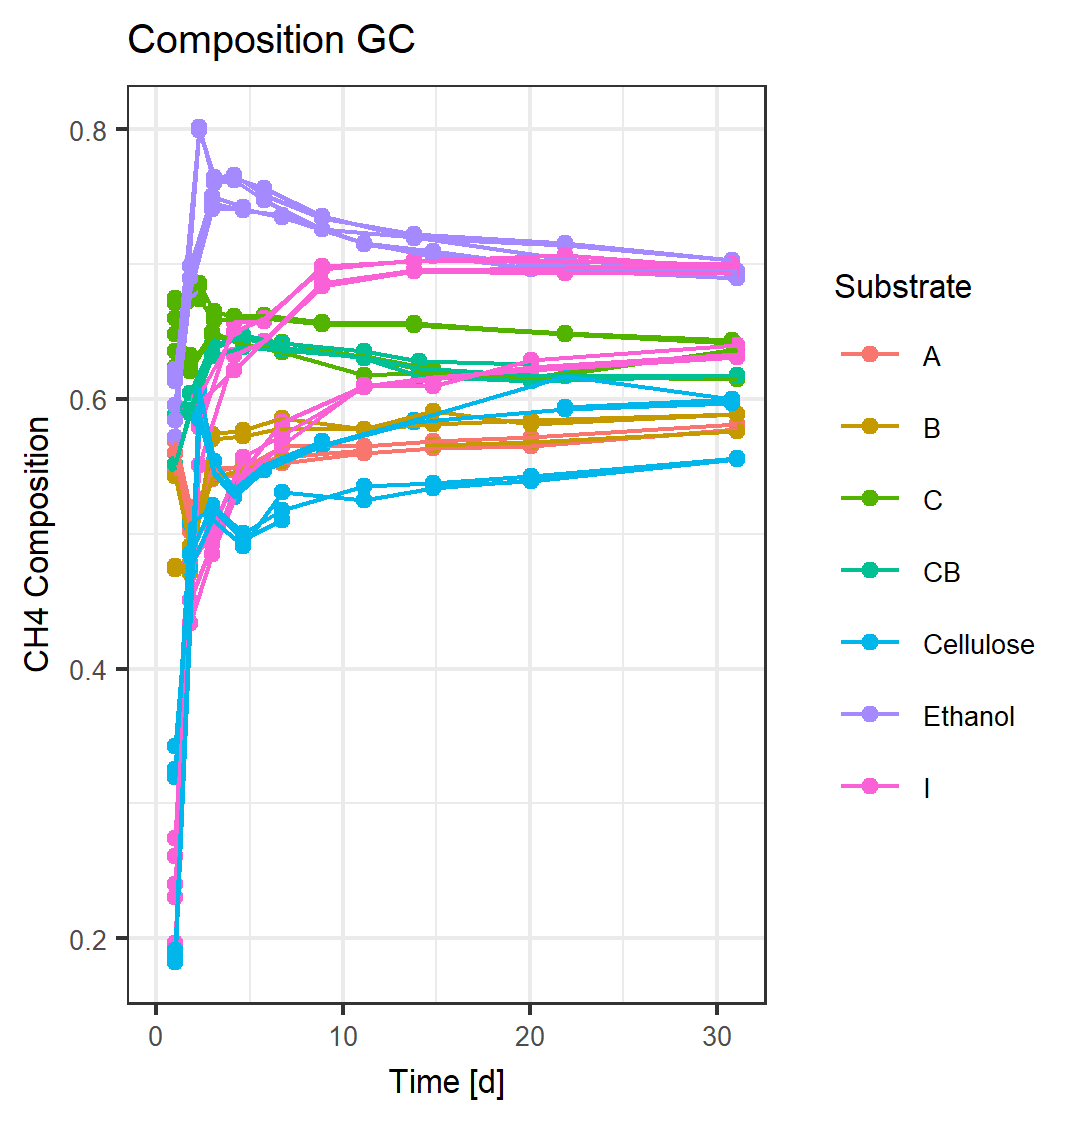 Composition GC
CH4 Composition
0.8
0.6
0.4
0.2
0
10
20
30
Time [d]
Substrate
A
B
C
CB
Cellulose
Ethanol
I